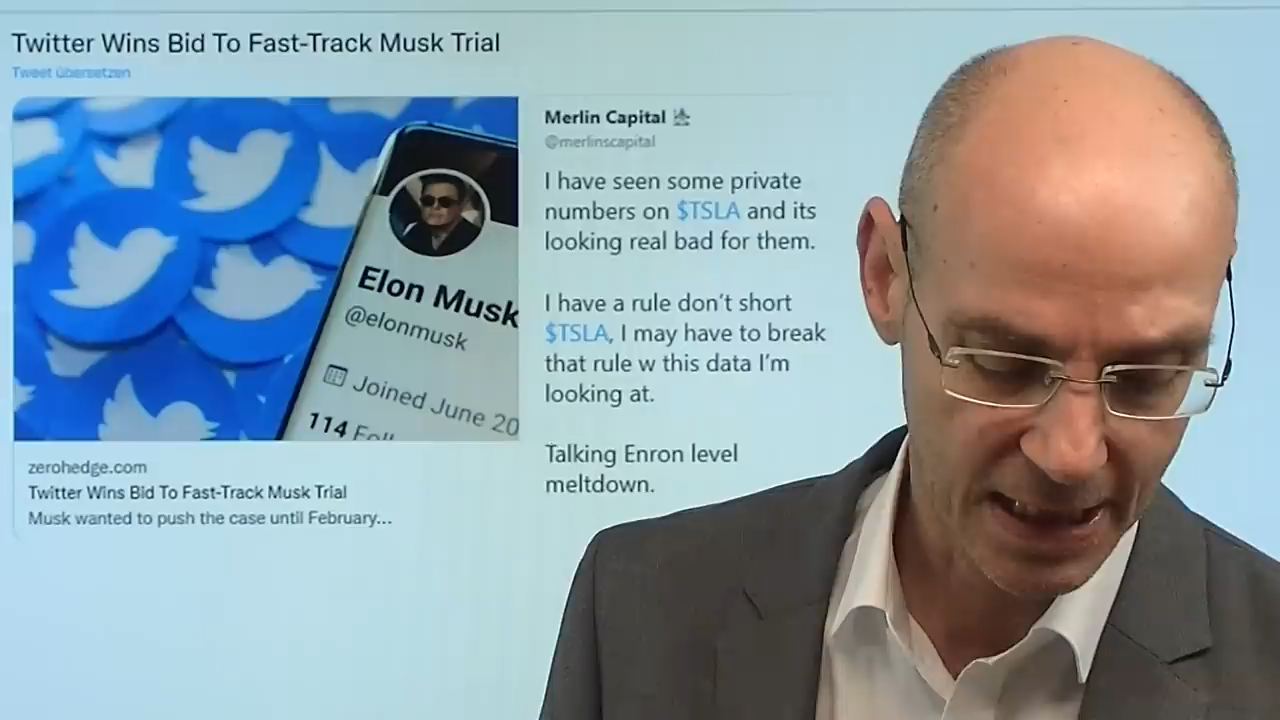 Twitter Wins Bid To Fast-Track Musk Trial
Tweet übersetzen
Elon Musk
@elonmusk
Joined June 20
114 Foll
zerohedge.com
Twitter Wins Bid To Fast-Track Musk Trial
Musk wanted to push the case until February...
Merlin Capital
@merlinscapital
I have seen some private
numbers on $TSLA and its
looking real bad for them.
I have a rule don't short
$TSLA, I may have to break
that rule w this data I'm
looking at.
Talking Enron level
meltdown.